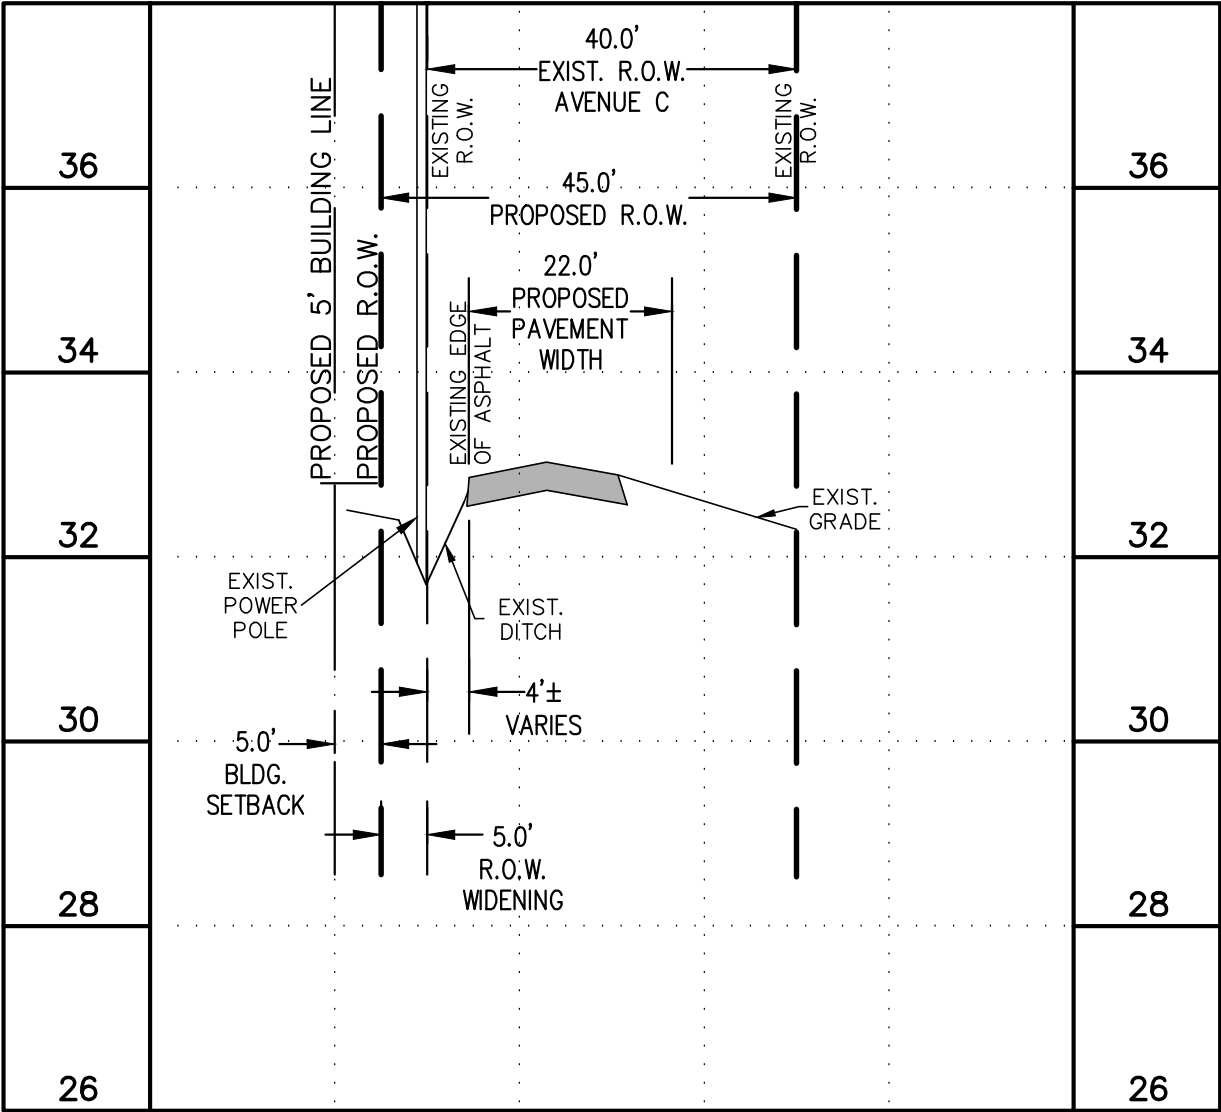 40.0'
EXIST. R.O.W.
AVENUE C
EXISTING
R.O.W.
EXISTING
R.O.W.
PROPOSED 5' BUILDING LINE
PROPOSED R.O.W.
36
36
45.0'
PROPOSED R.O.W.
22.0'
PROPOSED
PAVEMENT
WIDTH
EXISTING EDGE
OF ASPHALT
34
34
EXIST.
GRADE
32
32
EXIST.
POWER
POLE
EXIST.
DITCH
4'±
VARIES
30
30
5.0'
BLDG.
SETBACK
5.0'
R.O.W.
WIDENING
28
28
26
26